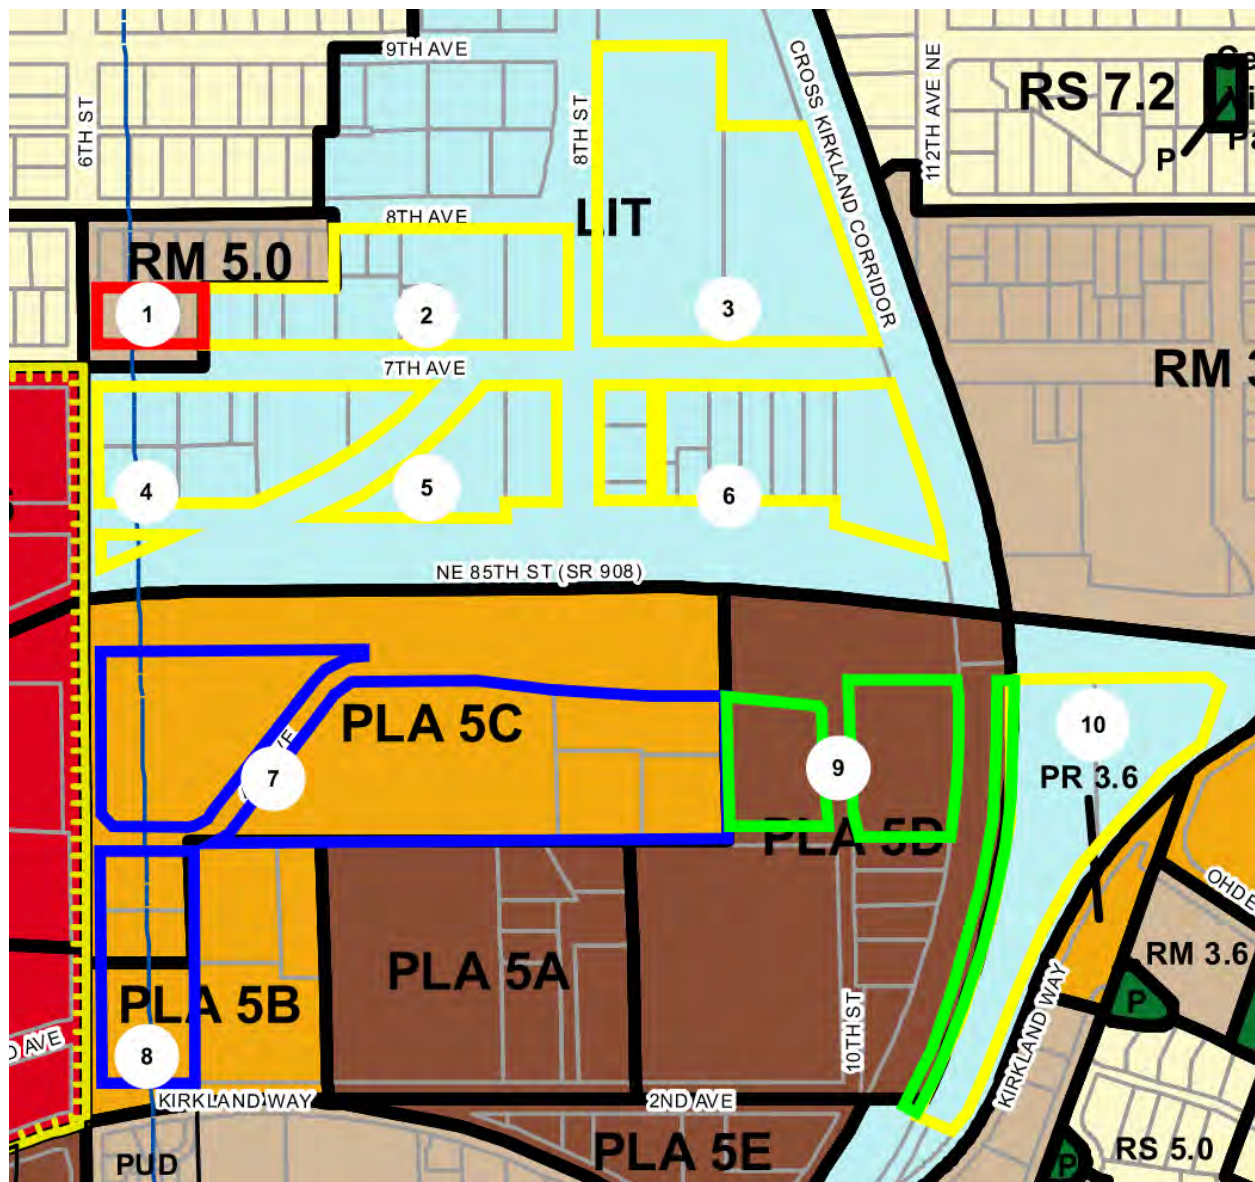 9TH AVE
6TH ST
8TH ST
CROSS KIRKLAND CORRIDOR
112TH AVE NE
RS 7.2
P
8TH AVE
LIT
RM 5.0
1
2
3
7TH AVE
RM 3
4
5
6
NE 85TH ST (SR 908)
PLA 5C
7
9
10
PR 3.6
PLA 5D
OHDE
PLA 5A
RM 3.6
PLA 5B
P
10TH ST
KIRKLAND WAY
8
AVE
KIRKLAND WAY
2ND AVE
PLA 5E
PUD
RS 5.0
P